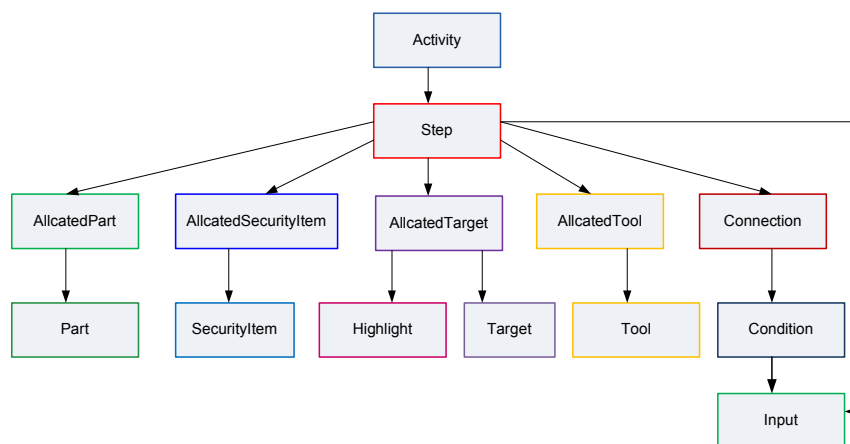 Activity
Step
AllcatedPart
AllcatedSecurityItem
AllcatedTarget
AllcatedTool
Connection
Part
SecurityItem
Highlight
Target
Tool
Condition
Input